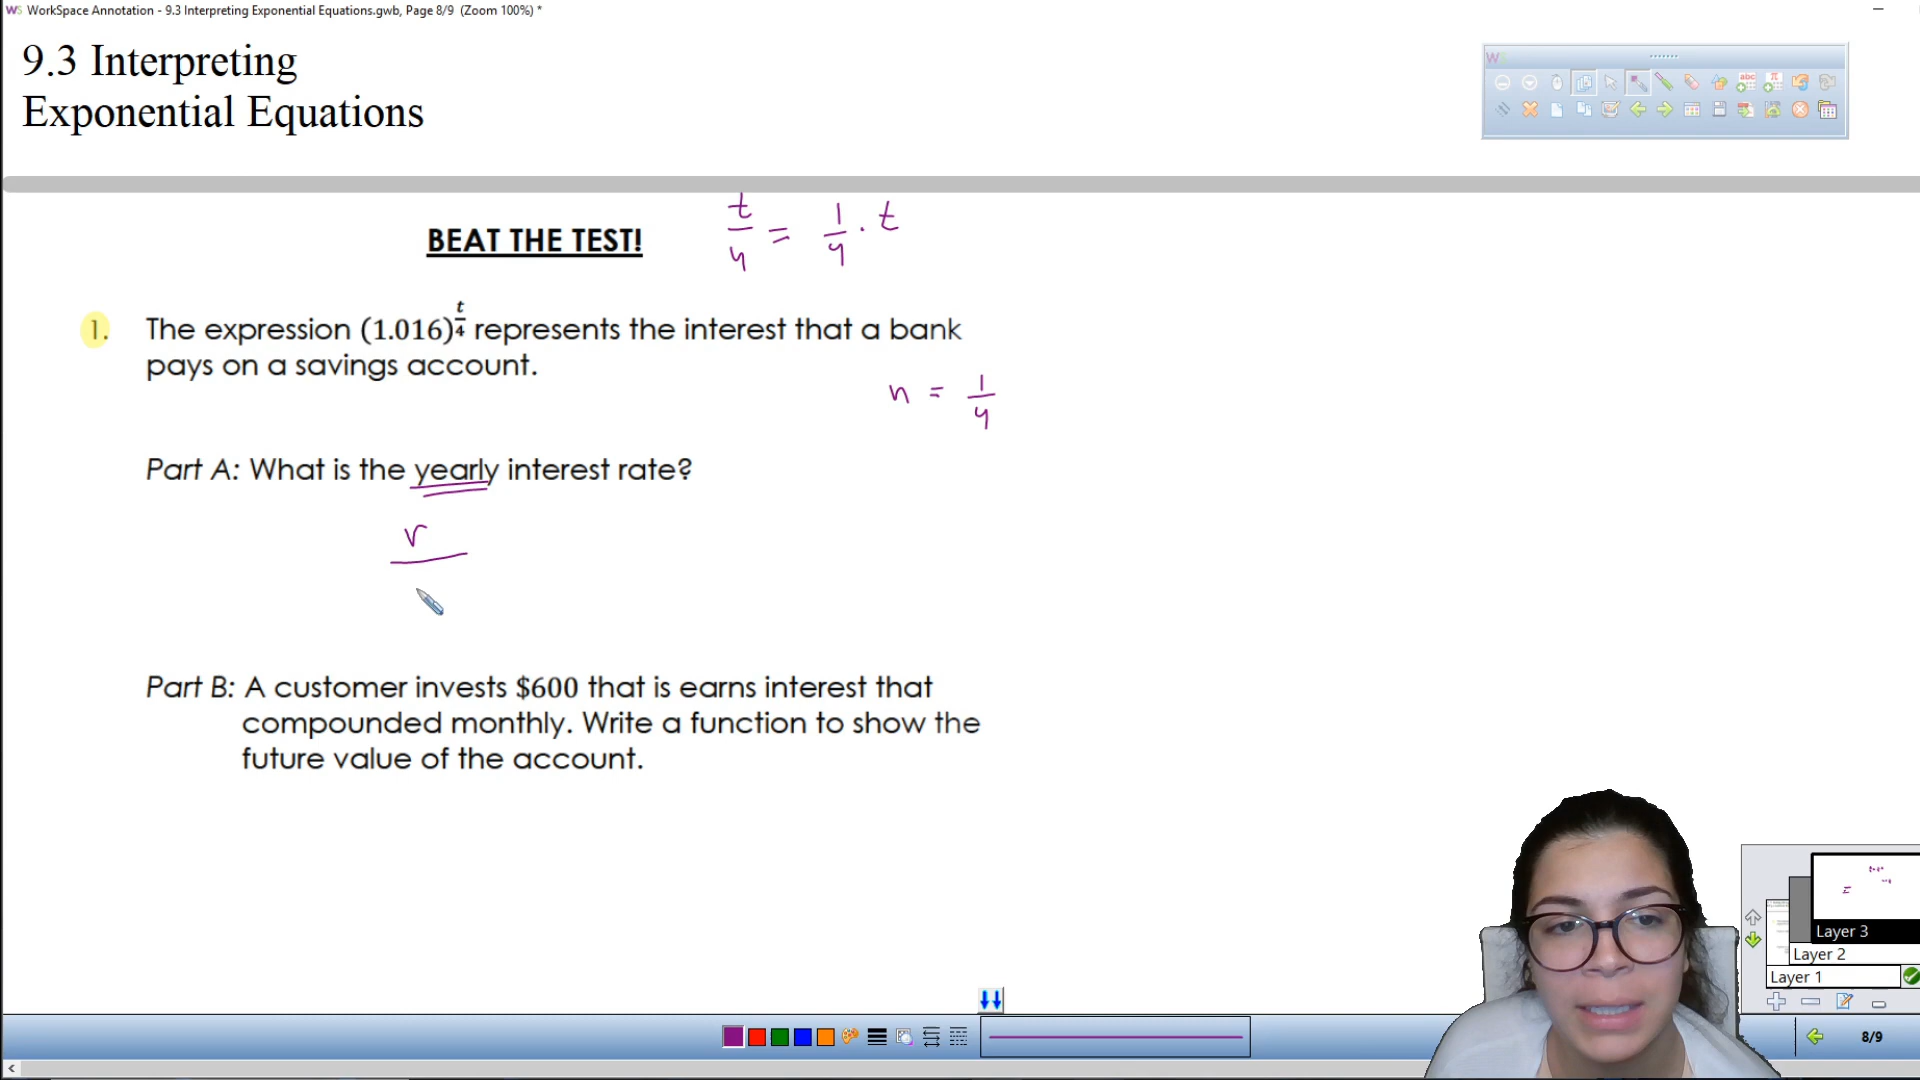 WS WorkSpace Annotation - 9.3 Interpreting Exponential Equations.gwb, Page 8/9 (Zoom 100%) *
9.3 Interpreting
Exponential Equations
WS
BEAT THE TEST!
t/4 = 1/4 · t
1. The expression (1.016)^(t/4) represents the interest that a bank
pays on a savings account.
n = 1/4
Part A: What is the yearly interest rate?
r
Part B: A customer invests $600 that is earns interest that
compounded monthly. Write a function to show the
future value of the account.
Layer 3
Layer 2
Layer 1
8/9